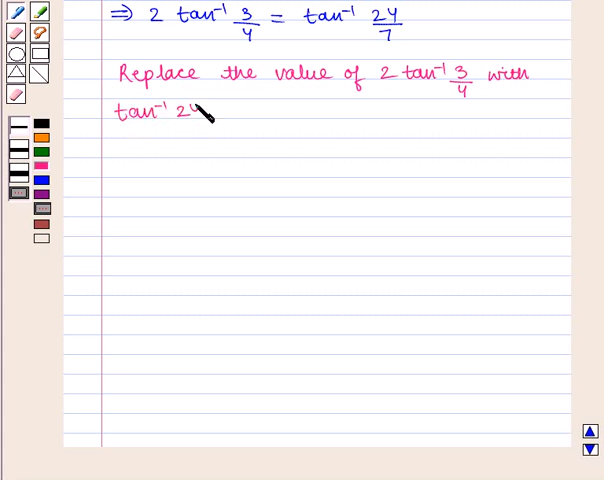 ⇒ 2 tan⁻¹ 3/4 = tan⁻¹ 24/7
Replace the value of 2 tan⁻¹ 3/4 with
tan⁻¹ 24